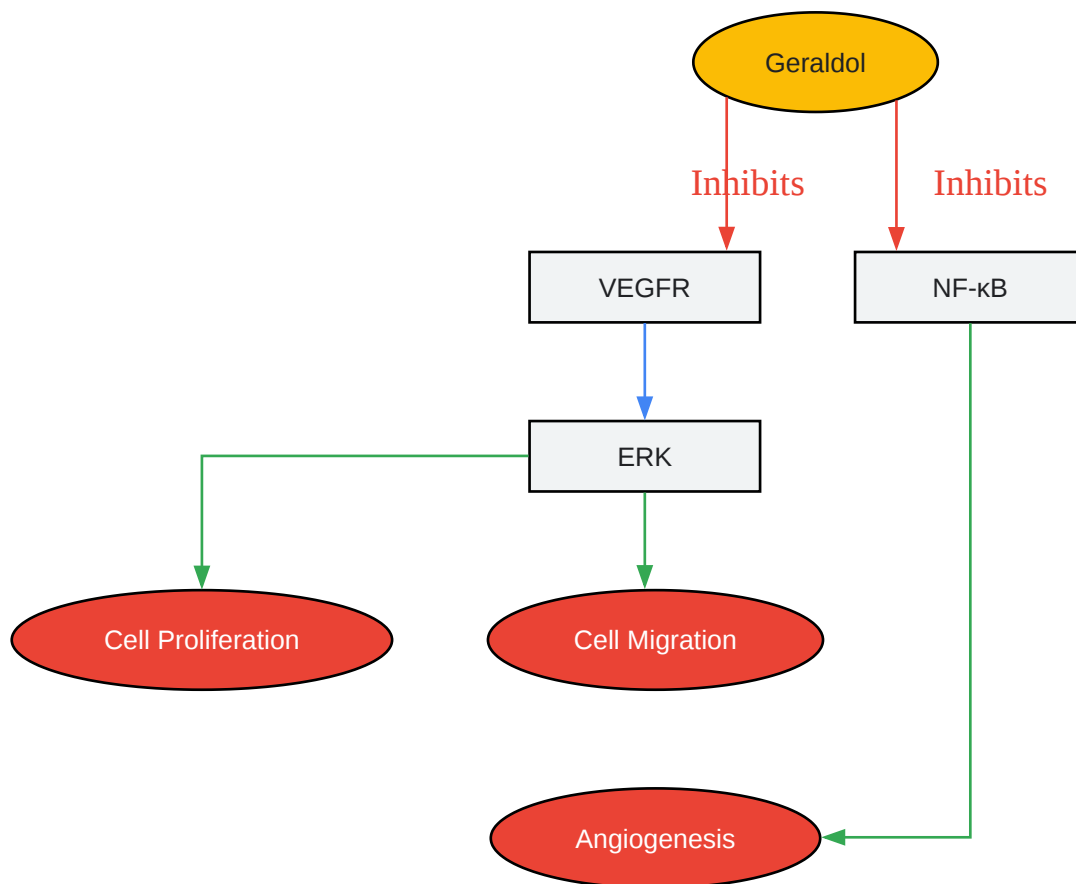 Geraldol
Inhibits
Inhibits
VEGFR
NF-κB
ERK
Cell Proliferation
Cell Migration
Angiogenesis